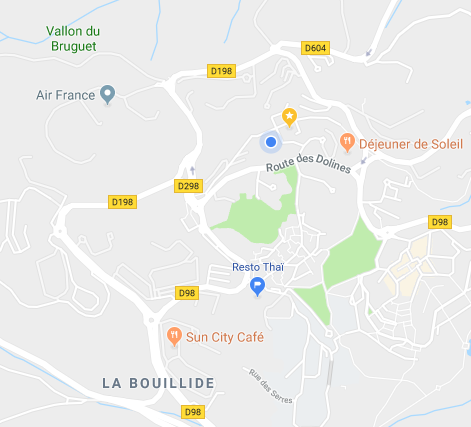 Vallon du
Bruguet
D604
D198
Air France
Déjeuner de Soleil
Route des Dolines
D298
D198
D98
Resto Thaï
D98
Sun City Café
LA BOUILLIDE
Rue des Serres
D98